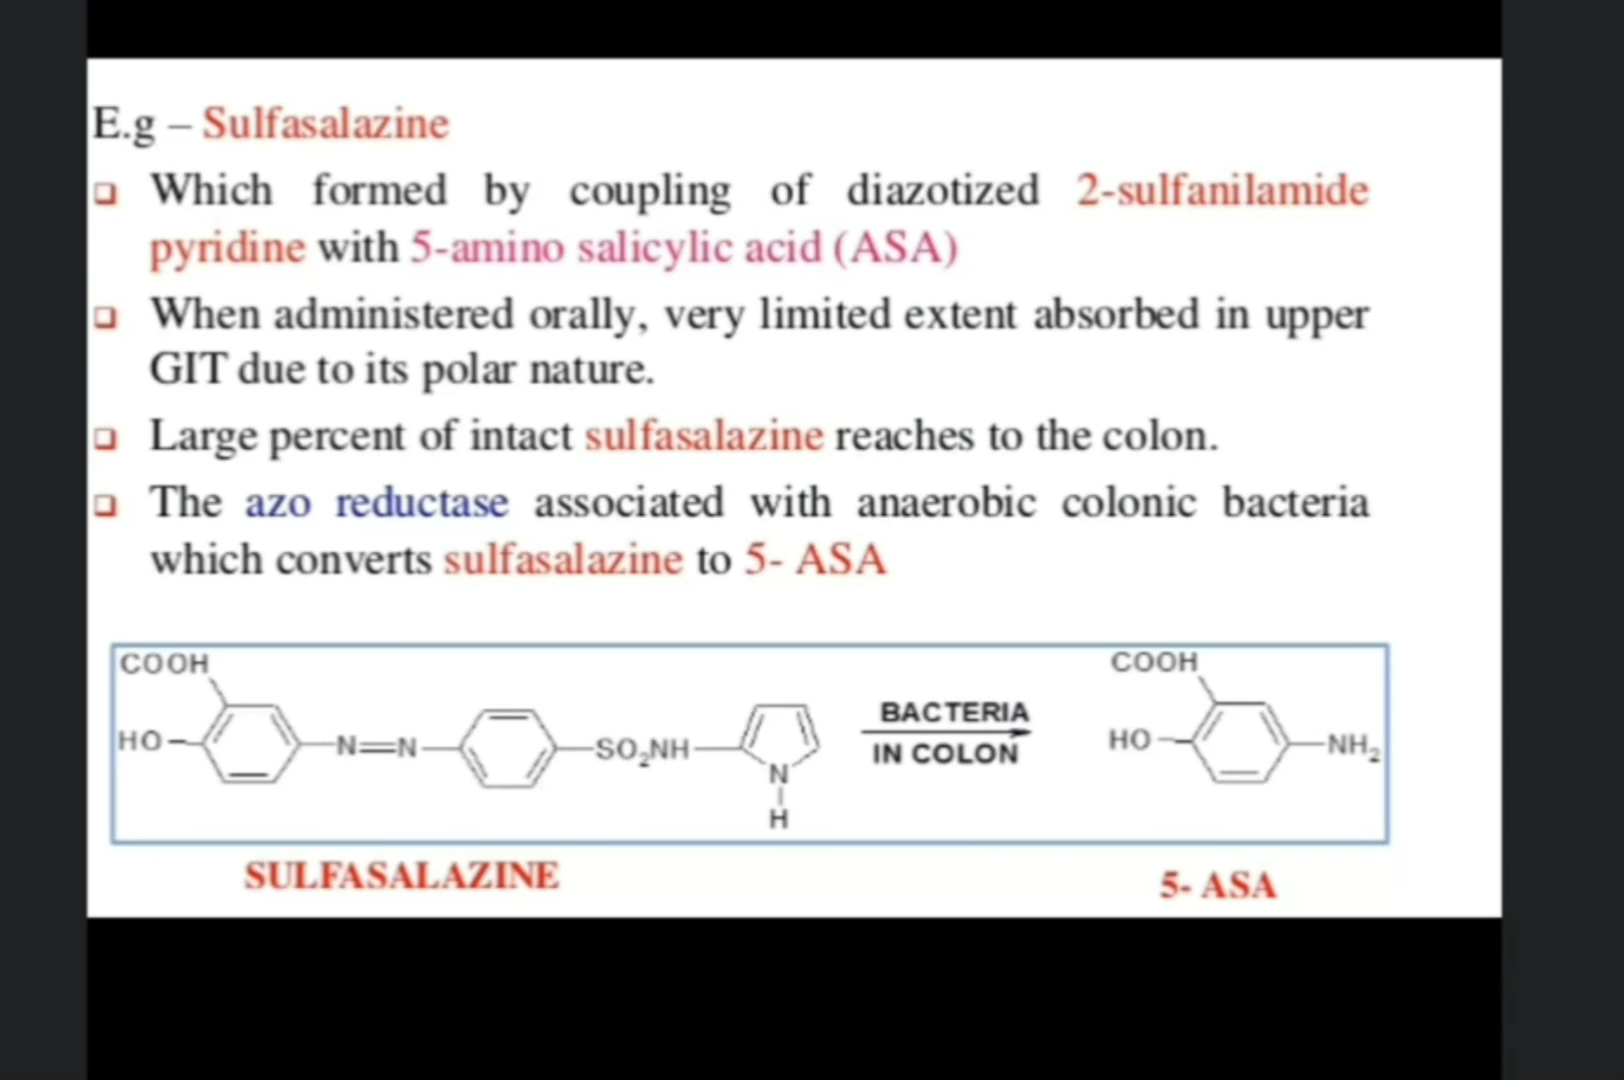 E.g – Sulfasalazine
Which formed by coupling of diazotized 2-sulfanilamide
pyridine with 5-amino salicylic acid (ASA)
When administered orally, very limited extent absorbed in upper
GIT due to its polar nature.
Large percent of intact sulfasalazine reaches to the colon.
The azo reductase associated with anaerobic colonic bacteria
which converts sulfasalazine to 5- ASA
COOH
HO
N=N
SO₂NH
N
H
BACTERIA
IN COLON
COOH
HO
NH₂
SULFASALAZINE
5- ASA